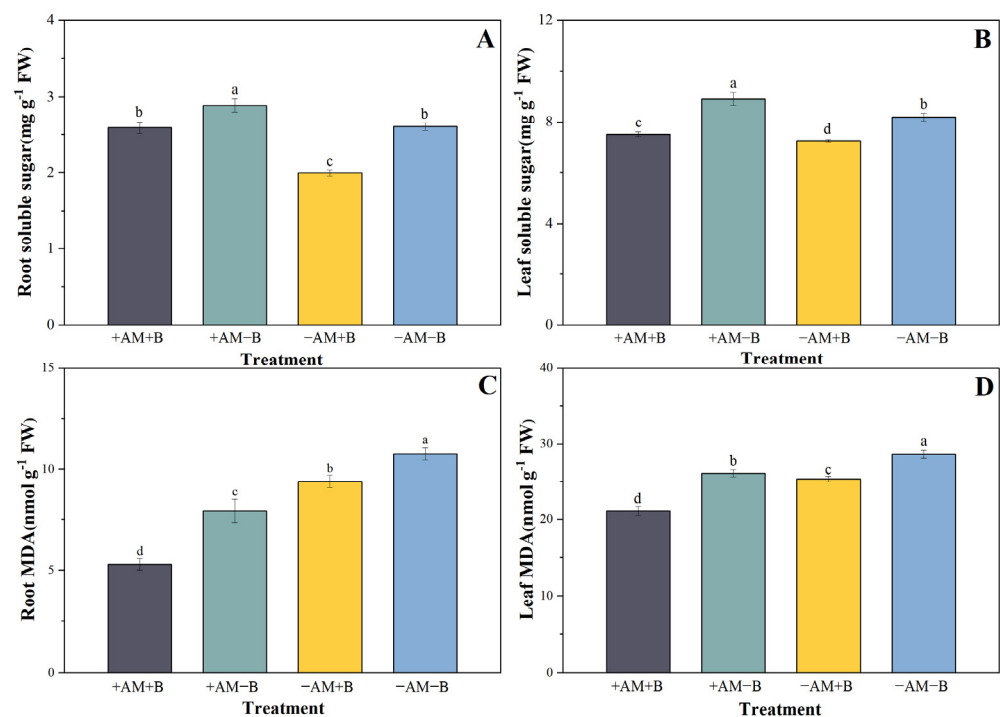 A
Root soluble sugar(mg g⁻¹ FW)
4
3
2
1
0
b
a
c
b
+AM+B +AM−B −AM+B −AM−B
Treatment
B
Leaf soluble sugar(mg g⁻¹ FW)
12
8
4
0
c
a
d
b
+AM+B +AM−B −AM+B −AM−B
Treatment
C
Root MDA(nmol g⁻¹ FW)
15
10
5
0
d
c
b
a
+AM+B +AM−B −AM+B −AM−B
Treatment
D
Leaf MDA(nmol g⁻¹ FW)
40
30
20
10
0
d
b
c
a
+AM+B +AM−B −AM+B −AM−B
Treatment